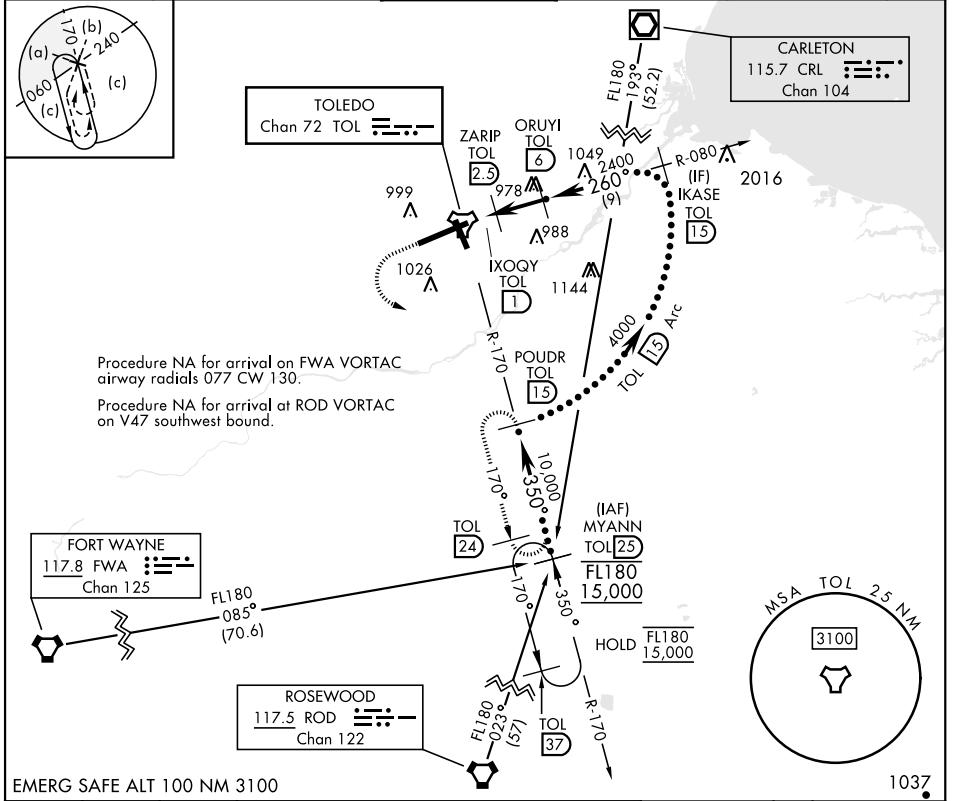 (a)
170
(b)
240
(c)
060
(c)
TOLEDO
Chan 72 TOL
CARLETON
115.7 CRL
Chan 104
FL180
193°
(52.2)
ZARIP
TOL
2.5
ORUYI
TOL
6
1049
2400
260°
(9)
R-080
(IF)
IKASE
TOL
15
2016
978
999
988
1026
IXOQY
TOL
1
1144
R-170
4000
TOL 15 Arc
Procedure NA for arrival on FWA VORTAC
airway radials 077 CW 130.
Procedure NA for arrival at ROD VORTAC
on V47 southwest bound.
POUDR
TOL
15
10,000
350°
170°
TOL
24
(IAF)
MYANN
TOL 25
FL180
15,000
FORT WAYNE
117.8 FWA
Chan 125
FL180
085°
(70.6)
170°
350°
HOLD FL180
15,000
MSA TOL 25 NM
3100
ROSEWOOD
117.5 ROD
Chan 122
FL180
023°
(57)
TOL
37
R-170
EMERG SAFE ALT 100 NM 3100
1037